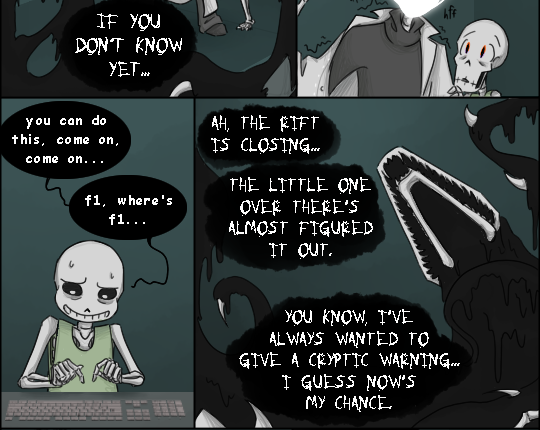 IF YOU
DON'T KNOW
YET...
hff
you can do
this, come on,
come on...
f1, where's
f1...
AH, THE RIFT
IS CLOSING...
THE LITTLE ONE
OVER THERE'S
ALMOST FIGURED
IT OUT.
YOU KNOW, I'VE
ALWAYS WANTED TO
GIVE A CRYPTIC WARNING...
I GUESS NOW'S
MY CHANCE.